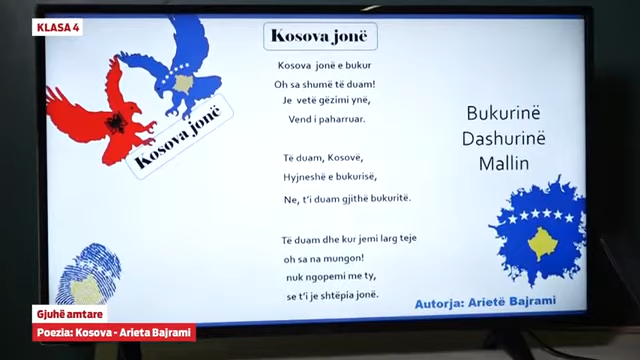 KLASA 4
Kosova jonë
Kosova jonë
Kosova jonë e bukur
Oh sa shumë të duam!
Je vetë gëzimi ynë,
Vend i paharruar.
Të duam, Kosovë,
Hyjneshë e bukurisë,
Ne, t'i duam gjithë bukuritë.
Të duam dhe kur jemi larg teje
oh sa na mungon!
nuk ngopemi me ty,
se t'i je shtëpia jonë.
Bukurinë
Dashurinë
Mallin
Autorja: Arietë Bajrami
Gjuhë amtare
Poezia: Kosova - Arieta Bajrami